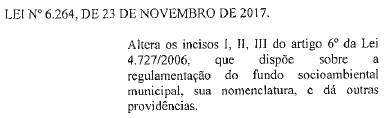 LEI Nº 6.264, DE 23 DE NOVEMBRO DE 2017.
Altera os incisos I, II, III do artigo 6º da Lei
4.727/2006, que dispõe sobre a
regulamentação do fundo socioambiental
municipal, sua nomenclatura, e dá outras
providências.